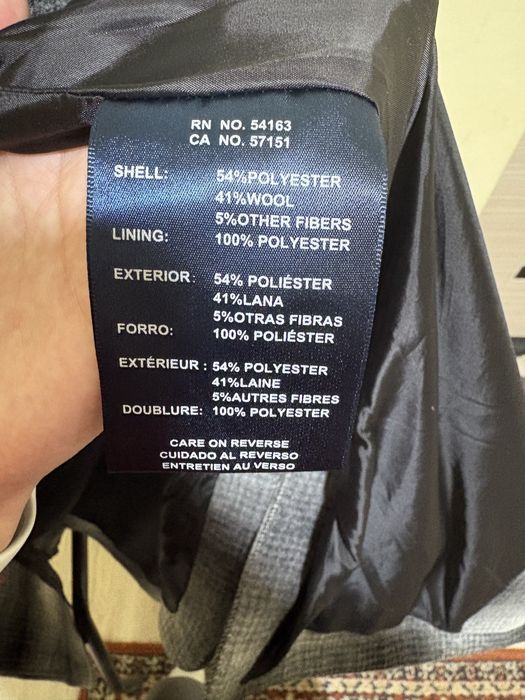 RN NO. 54163
CA NO. 57151
SHELL: 54%POLYESTER
41%WOOL
5%OTHER FIBERS
LINING: 100% POLYESTER
EXTERIOR: 54% POLIÉSTER
41%LANA
5%OTRAS FIBRAS
FORRO: 100% POLIÉSTER
EXTÉRIEUR : 54% POLYESTER
41%LAINE
5%AUTRES FIBRES
DOUBLURE: 100% POLYESTER
CARE ON REVERSE
CUIDADO AL REVERSO
ENTRETIEN AU VERSO